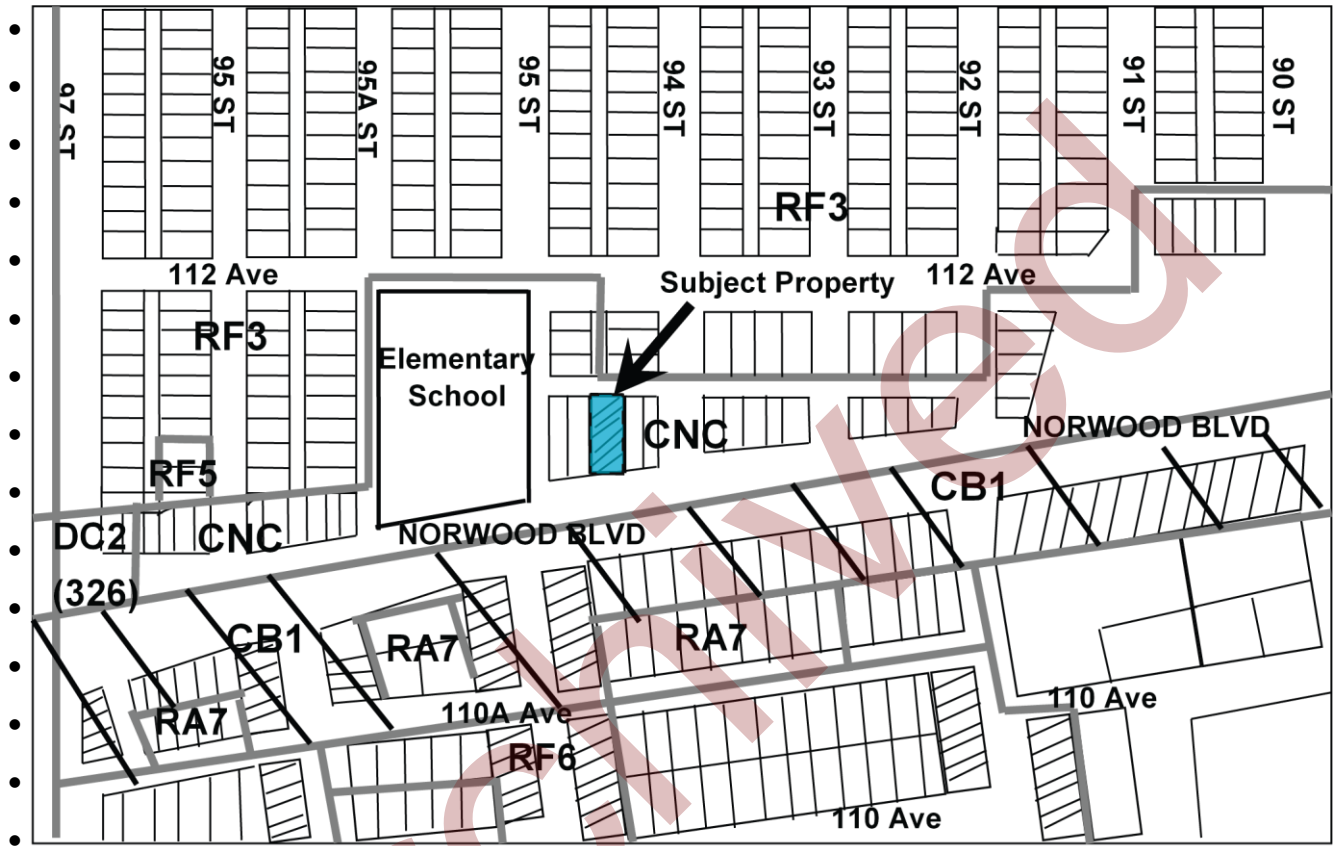 97 ST
95 ST
95A ST
95 ST
94 ST
93 ST
92 ST
91 ST
90 ST
RF3
112 Ave
Subject Property
112 Ave
RF3
Elementary
School
CNC
NORWOOD BLVD
RF5
CB1
DC2
(326)
CNC
NORWOOD BLVD
CB1
RA7
RA7
RA7
110A Ave
110 Ave
RF6
110 Ave
chived